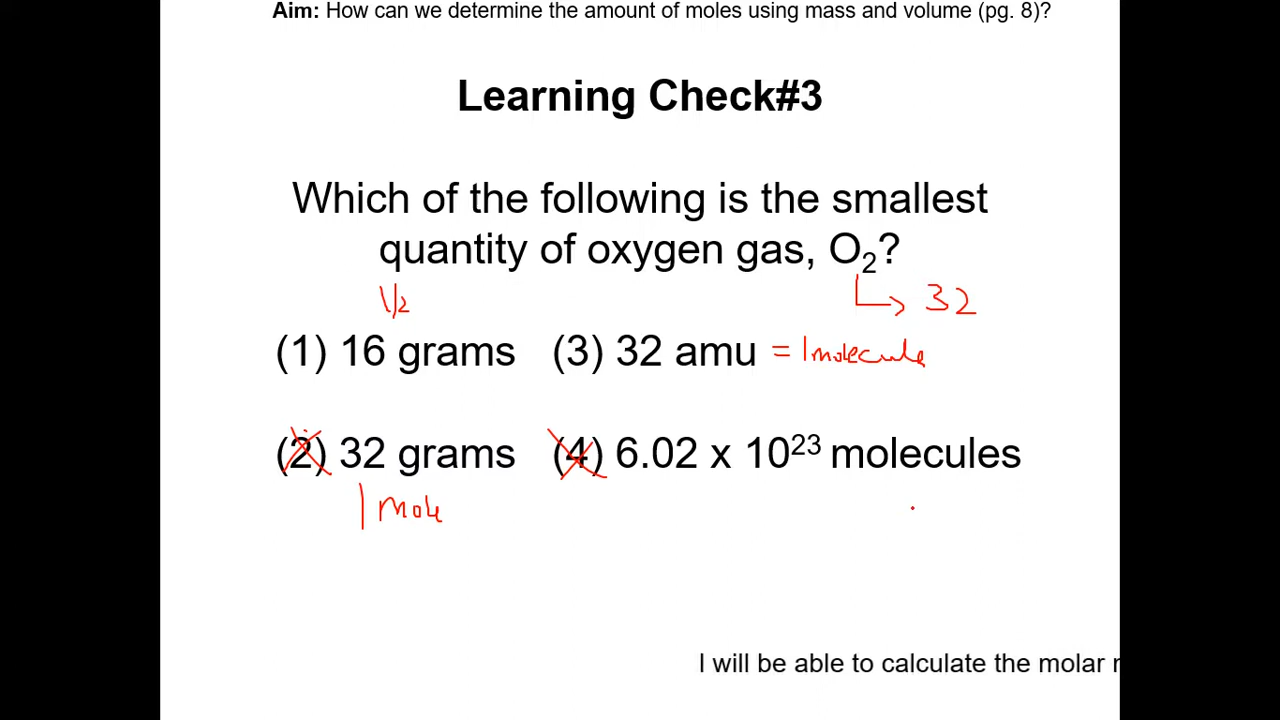 Aim: How can we determine the amount of moles using mass and volume (pg. 8)?
Learning Check#3
Which of the following is the smallest
quantity of oxygen gas, O₂?
1/2
32
(1) 16 grams (3) 32 amu = 1 molecule
(2) 32 grams (4) 6.02 x 10²³ molecules
1 mole
I will be able to calculate the molar